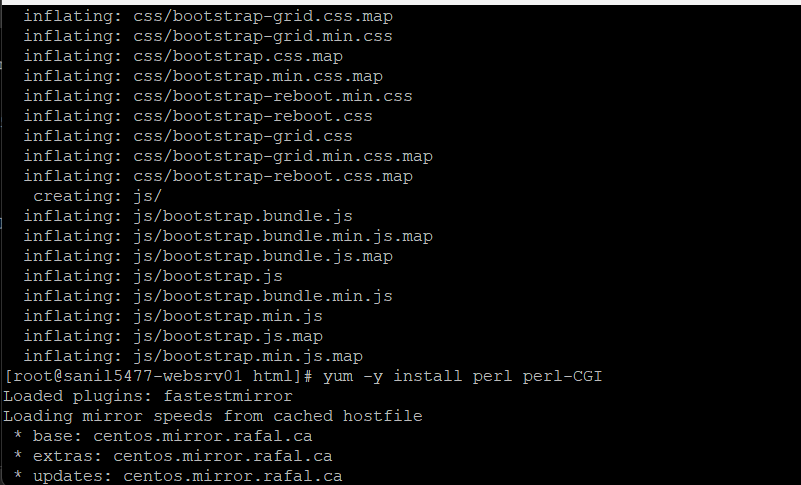 inflating: css/bootstrap-grid.css.map
inflating: css/bootstrap-grid.min.css
inflating: css/bootstrap.css.map
inflating: css/bootstrap.min.css.map
inflating: css/bootstrap-reboot.min.css
inflating: css/bootstrap-reboot.css
inflating: css/bootstrap-grid.css
inflating: css/bootstrap-grid.min.css.map
inflating: css/bootstrap-reboot.css.map
creating: js/
inflating: js/bootstrap.bundle.js
inflating: js/bootstrap.bundle.min.js.map
inflating: js/bootstrap.bundle.js.map
inflating: js/bootstrap.js
inflating: js/bootstrap.bundle.min.js
inflating: js/bootstrap.min.js
inflating: js/bootstrap.js.map
inflating: js/bootstrap.min.js.map
[root@sanil5477-websrv01 html]# yum -y install perl perl-CGI
Loaded plugins: fastestmirror
Loading mirror speeds from cached hostfile
* base: centos.mirror.rafal.ca
* extras: centos.mirror.rafal.ca
* updates: centos.mirror.rafal.ca